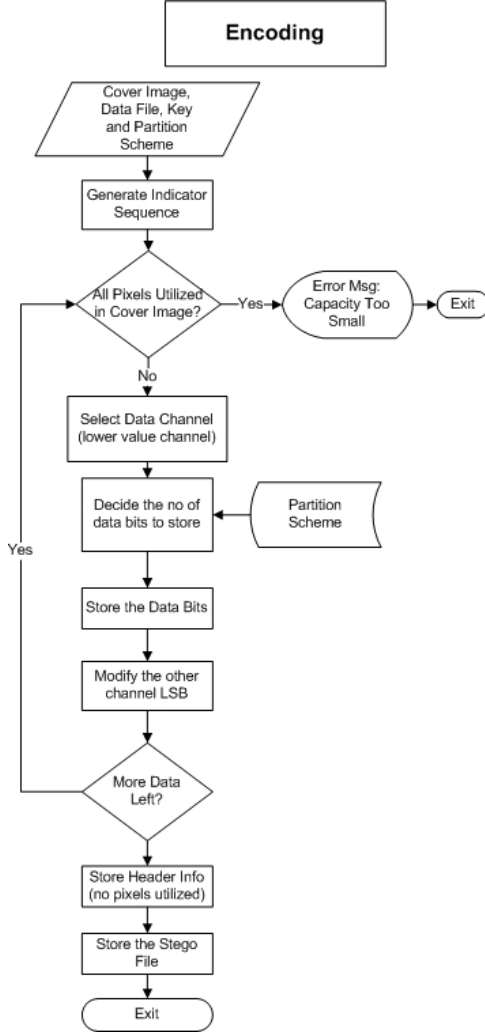 Encoding
Cover Image,
Data File, Key
and Partition
Scheme
Generate Indicator
Sequence
All Pixels Utilized
in Cover Image?
Yes
Error Msg:
Capacity Too
Small
Exit
No
Select Data Channel
(lower value channel)
Decide the no of
data bits to store
Partition
Scheme
Yes
Store the Data Bits
Modify the other
channel LSB
More Data
Left?
Store Header Info
(no pixels utilized)
Store the Stego
File
Exit